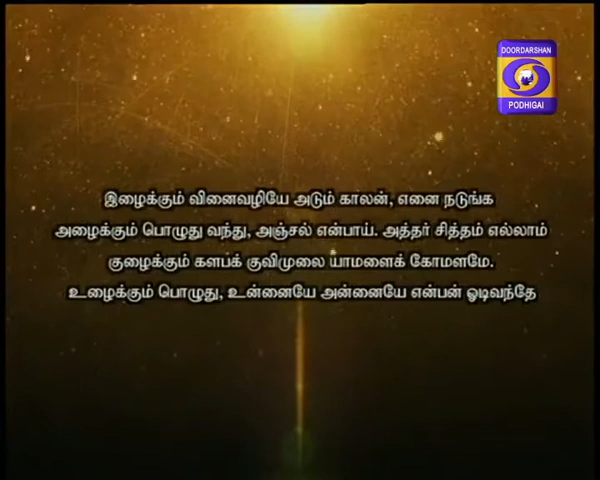 DOORDARSHAN
PODHIGAI
இழைக்கும் வினைவழியே அடும் காலன், எனை நடுங்க
அழைக்கும் பொழுது வந்து, அஞ்சல் என்பாய். அத்தர் சித்தம் எல்லாம்
குழைக்கும் களபக் குவிமுலை யாமளைக் கோமளமே.
உழைக்கும் பொழுது, உன்னையே அன்னையே என்பன் ஓடிவந்தே